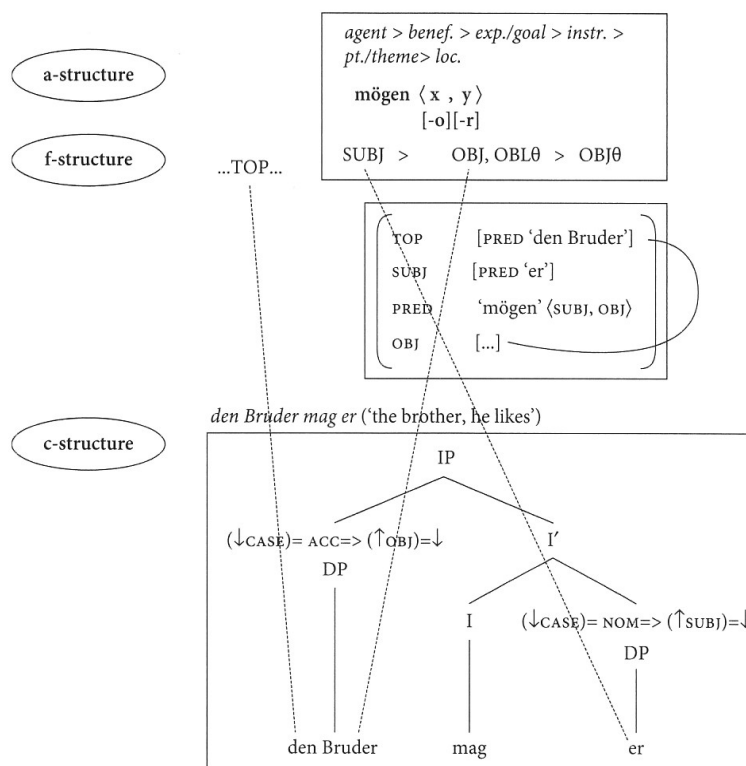 agent > benef. > exp./goal > instr. >
pt./theme> loc.
a-structure
mögen ⟨ x , y ⟩
[-o][-r]
f-structure
...TOP...
SUBJ > OBJ, OBLθ > OBJθ
TOP [PRED ‘den Bruder’]
SUBJ [PRED ‘er’]
PRED ‘mögen’ ⟨SUBJ, OBJ⟩
OBJ [...]
den Bruder mag er (‘the brother, he likes’)
c-structure
IP
(↓CASE)= ACC=> (↑OBJ)=↓ I′
DP
I (↓CASE)= NOM=> (↑SUBJ)=↓
DP
den Bruder mag er